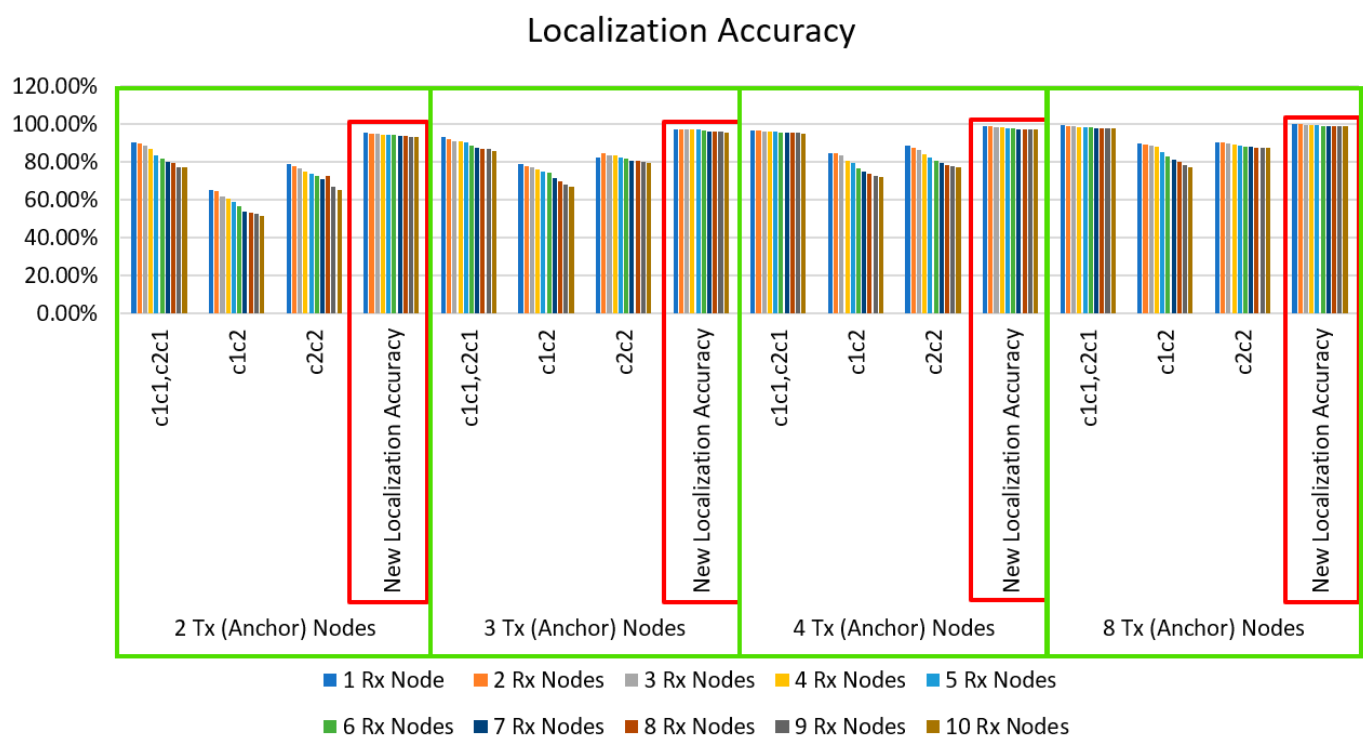 Localization Accuracy
120.00%
100.00%
80.00%
60.00%
40.00%
20.00%
0.00%
c1c1,c2c1
c1c2
c2c2
New Localization Accuracy
c1c1,c2c1
c1c2
c2c2
New Localization Accuracy
c1c1,c2c1
c1c2
c2c2
New Localization Accuracy
c1c1,c2c1
c1c2
c2c2
New Localization Accuracy
2 Tx (Anchor) Nodes
3 Tx (Anchor) Nodes
4 Tx (Anchor) Nodes
8 Tx (Anchor) Nodes
1 Rx Node
2 Rx Nodes
3 Rx Nodes
4 Rx Nodes
5 Rx Nodes
6 Rx Nodes
7 Rx Nodes
8 Rx Nodes
9 Rx Nodes
10 Rx Nodes